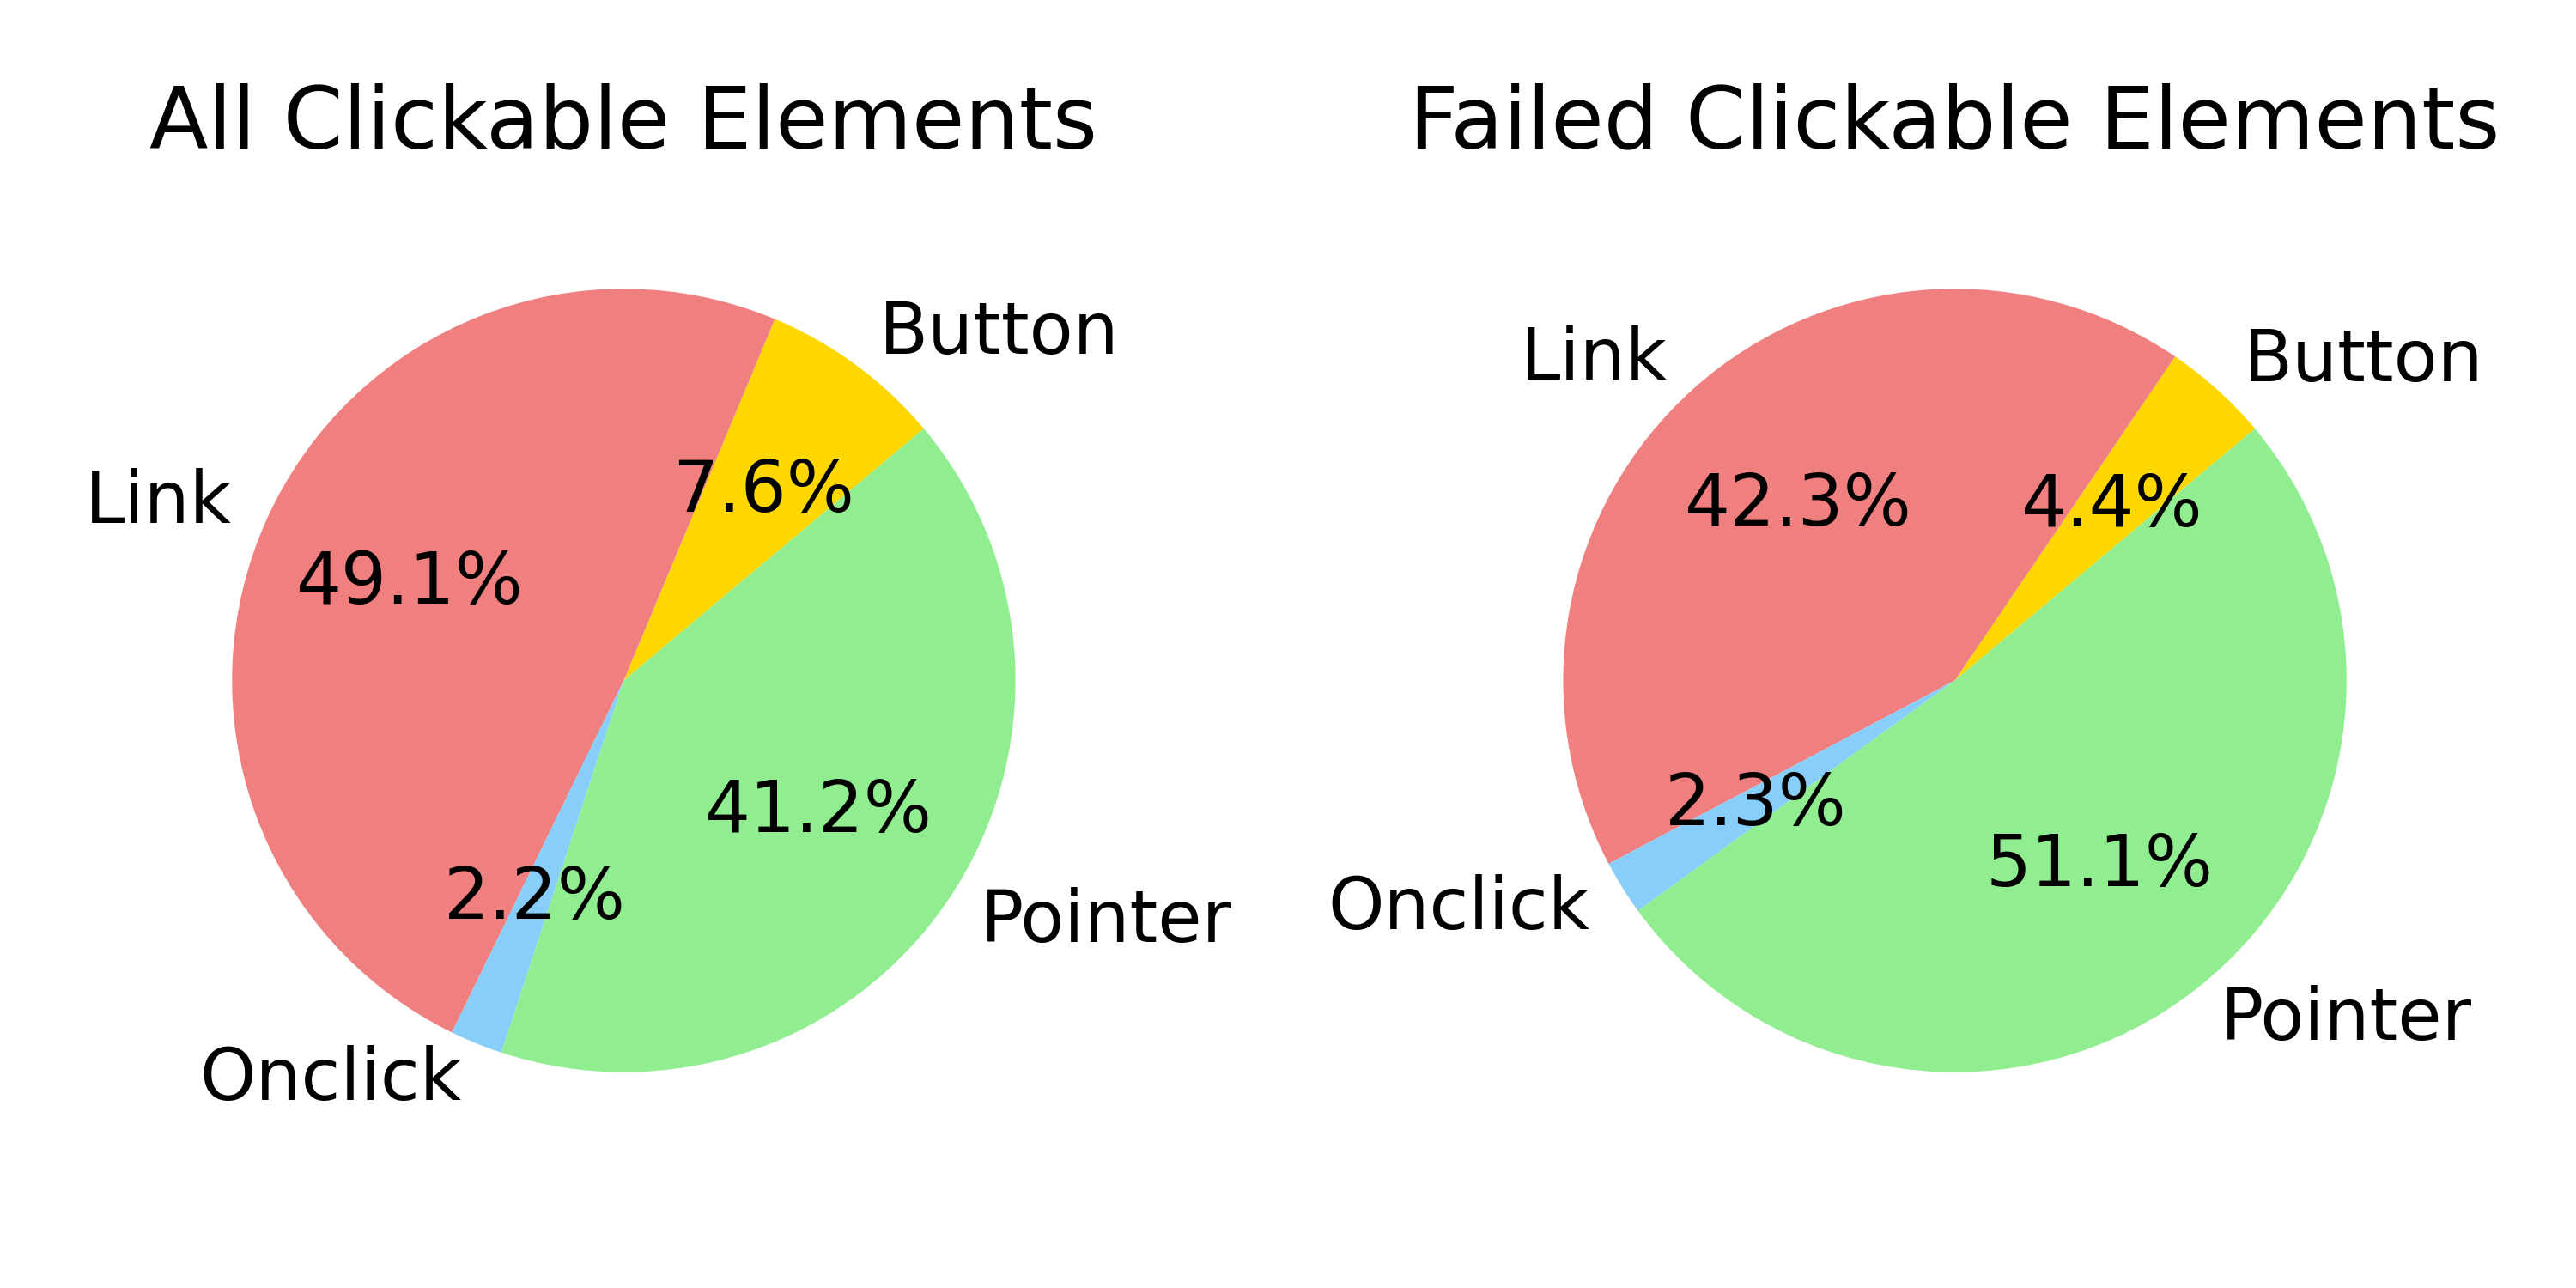 All Clickable Elements
Button
Link
7.6%
49.1%
41.2%
2.2%
Pointer
Onclick
Failed Clickable Elements
Link
Button
42.3%
4.4%
2.3%
51.1%
Onclick
Pointer